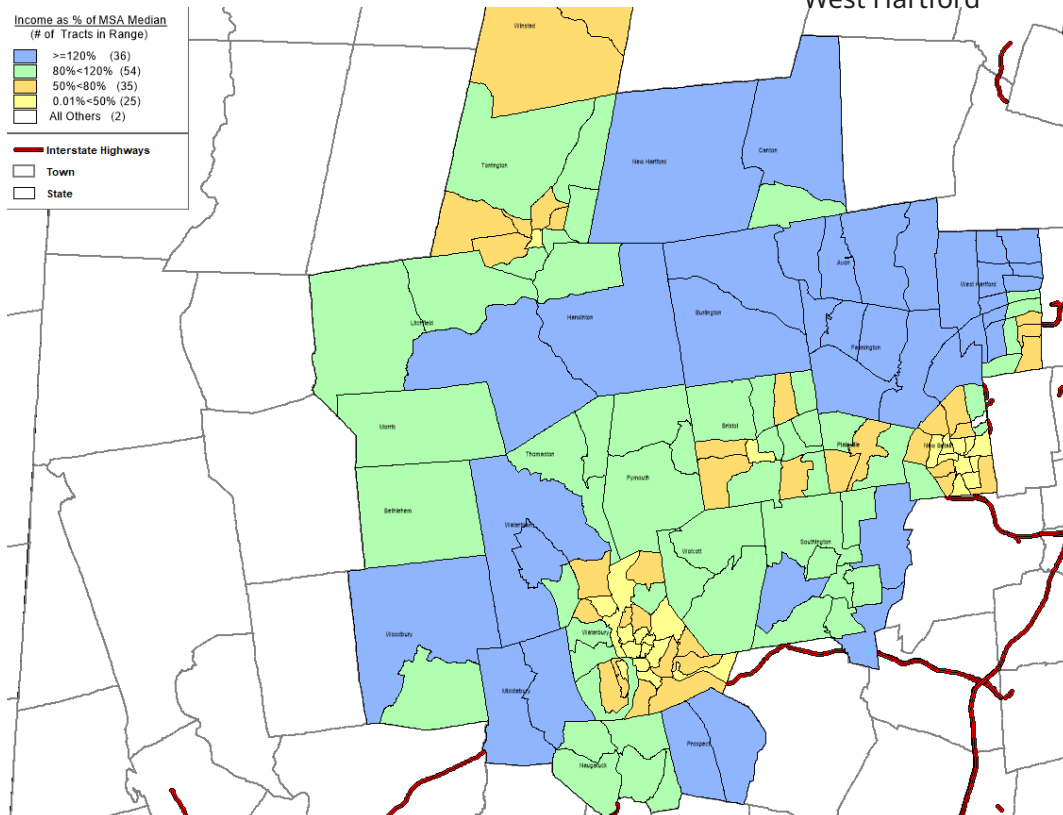 West Hartford
Income as % of MSA Median
(# of Tracts in Range)
>=120% (36)
80%<120% (54)
50%<80% (35)
0.01%<50% (25)
All Others (2)
Interstate Highways
Town
State
Winsted
Torrington
New Hartford
Canton
Avon
West Hartford
Litchfield
Harwinton
Burlington
Farmington
Morris
Bristol
Plainville
New Britain
Thomaston
Plymouth
Bethlehem
Watertown
Wolcott
Southington
Woodbury
Waterbury
Middlebury
Prospect
Naugatuck